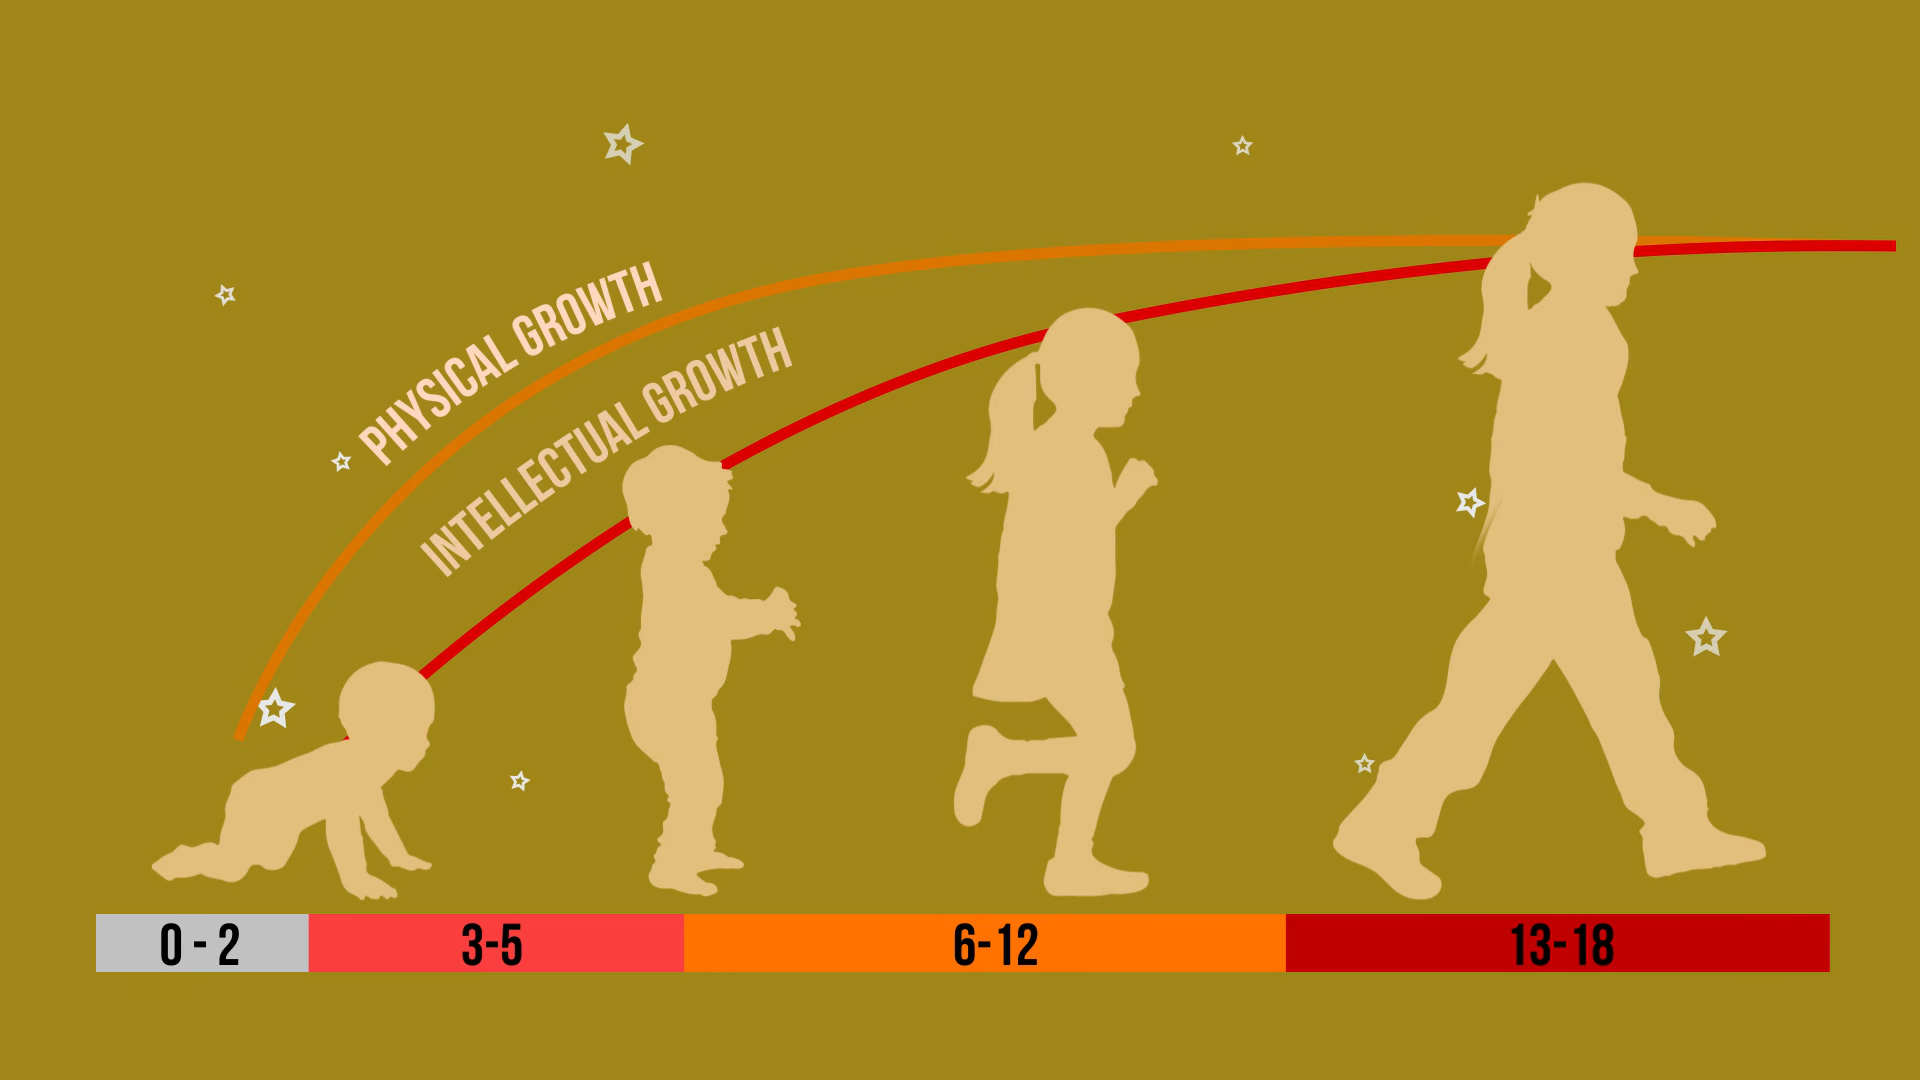 PHYSICAL GROWTH
INTELLECTUAL GROWTH
0 - 2
3-5
6-12
13-18